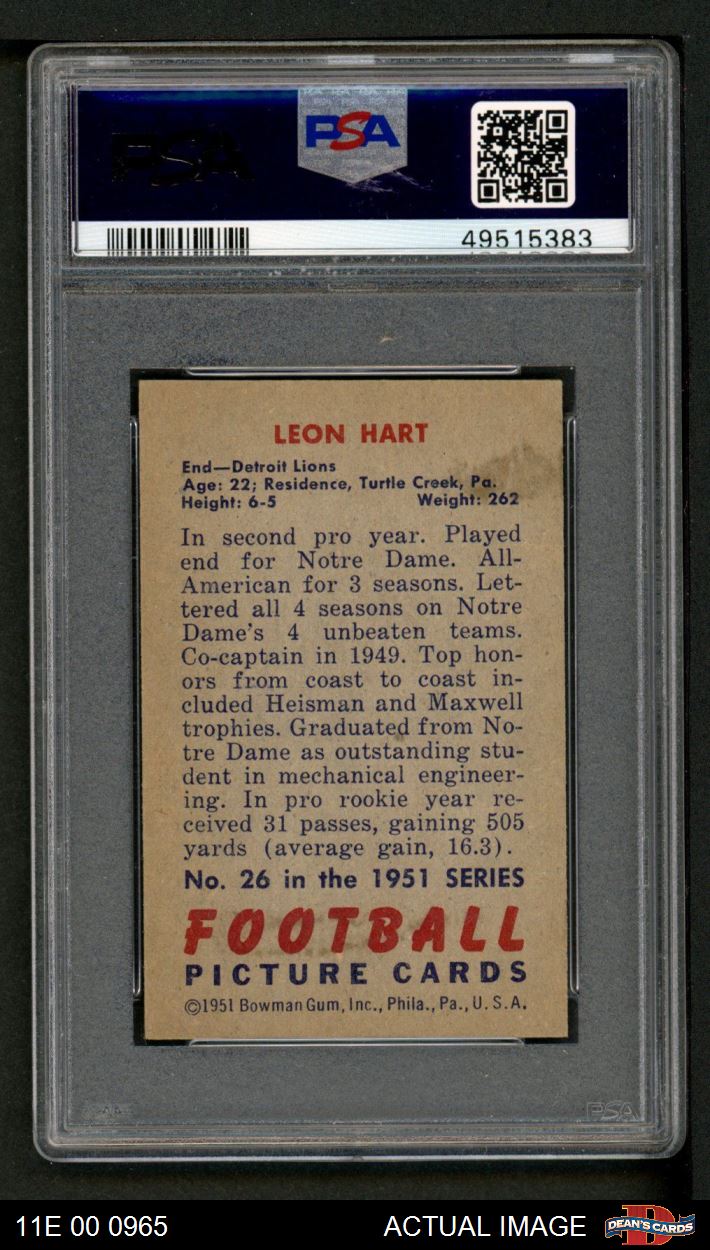 PSA
PSA
49515383
LEON HART
End—Detroit Lions
Age: 22; Residence, Turtle Creek, Pa.
Height: 6-5 Weight: 262
In second pro year. Played
end for Notre Dame. All-
American for 3 seasons. Let-
tered all 4 seasons on Notre
Dame's 4 unbeaten teams.
Co-captain in 1949. Top hon-
ors from coast to coast in-
cluded Heisman and Maxwell
trophies. Graduated from No-
tre Dame as outstanding stu-
dent in mechanical engineer-
ing. In pro rookie year re-
ceived 31 passes, gaining 505
yards (average gain, 16.3).
No. 26 in the 1951 SERIES
FOOTBALL
PICTURE CARDS
©1951 Bowman Gum, Inc., Phila., Pa., U.S.A.
PSA
11E 00 0965 ACTUAL IMAGE DEAN'S CARDS